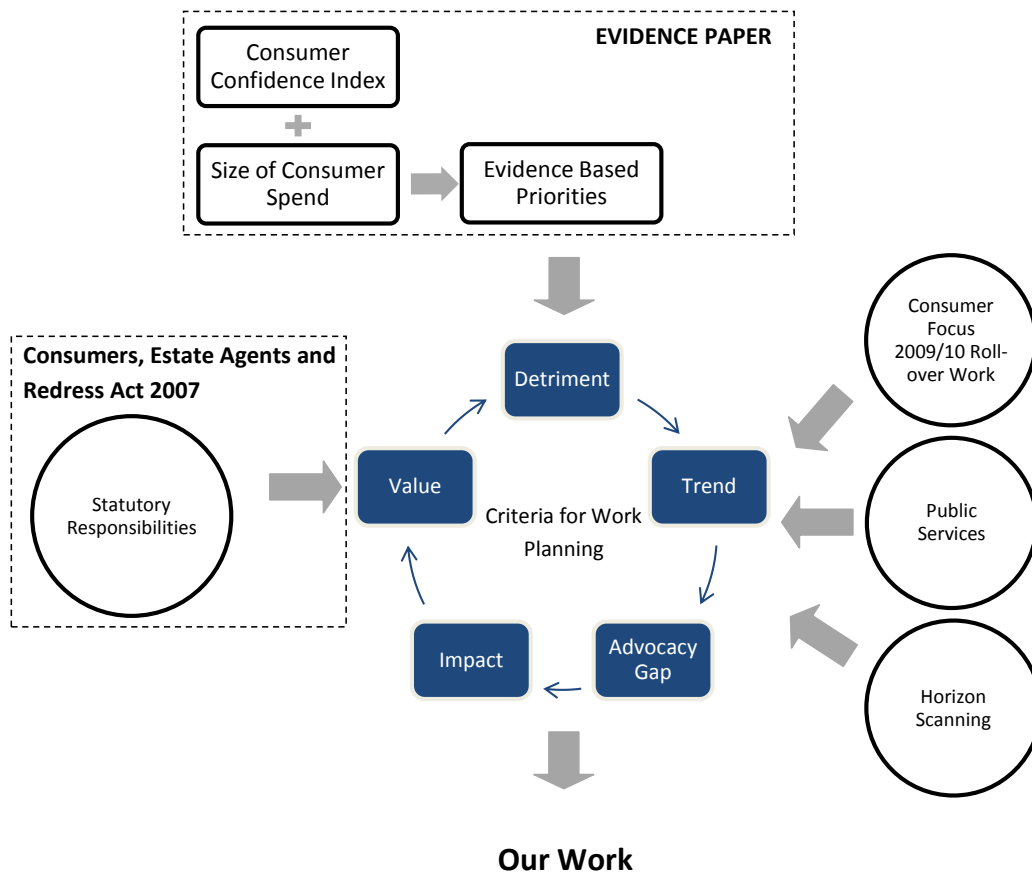 EVIDENCE PAPER
Consumer
Confidence Index
Size of Consumer
Spend
Evidence Based
Priorities
Consumers, Estate Agents and
Redress Act 2007
Statutory
Responsibilities
Detriment
Trend
Advocacy
Gap
Impact
Value
Criteria for Work
Planning
Consumer
Focus
2009/10 Roll-
over Work
Public
Services
Horizon
Scanning
Our Work